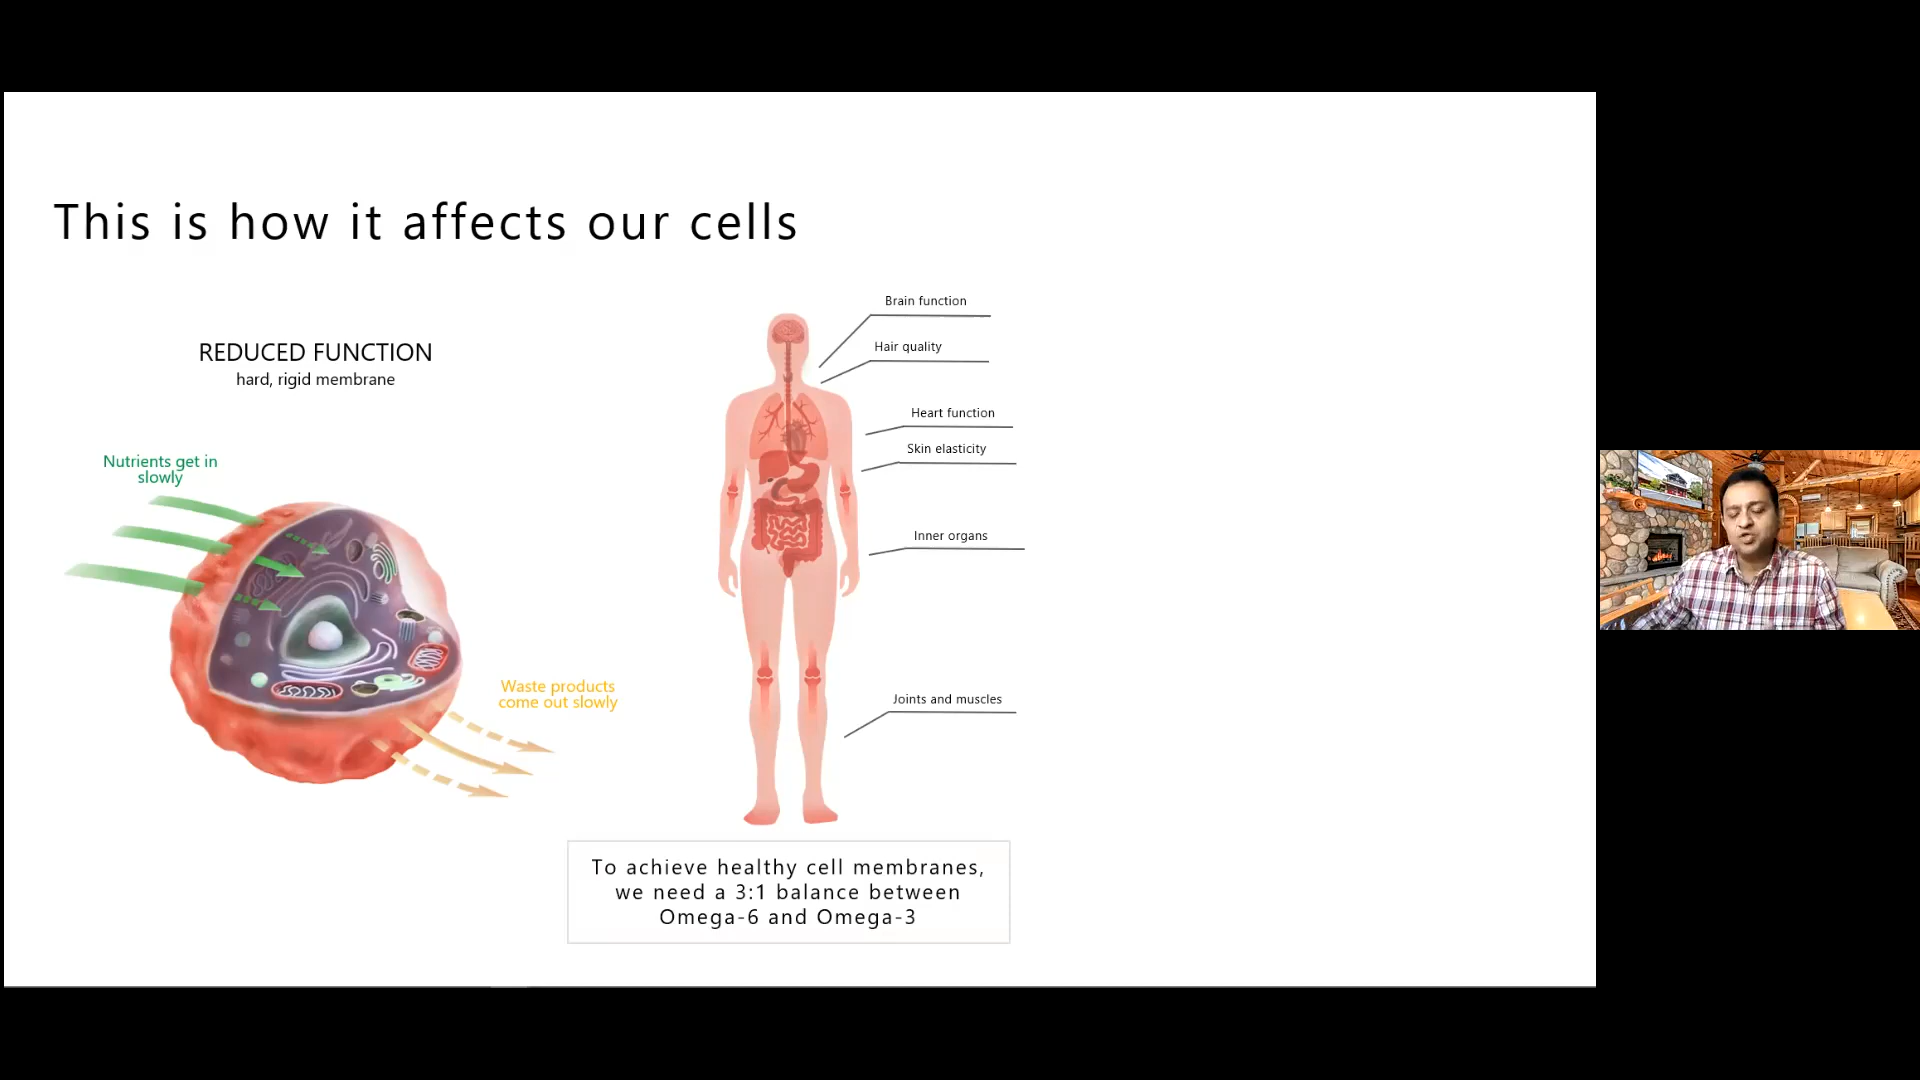 This is how it affects our cells
REDUCED FUNCTION
hard, rigid membrane
Nutrients get in
slowly
Waste products
come out slowly
Brain function
Hair quality
Heart function
Skin elasticity
Inner organs
Joints and muscles
To achieve healthy cell membranes,
we need a 3:1 balance between
Omega-6 and Omega-3